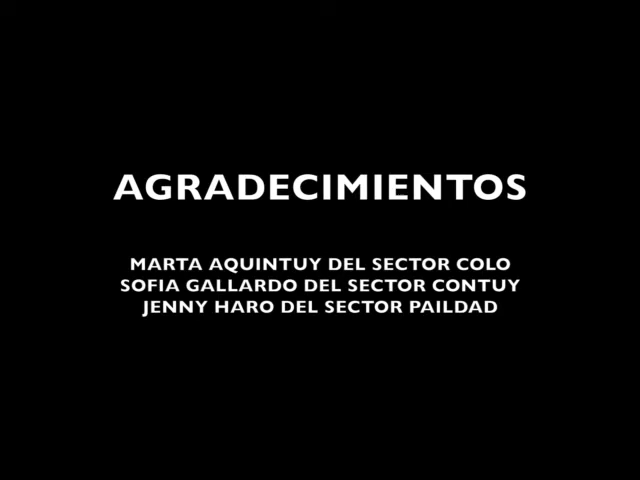 AGRADECIMIENTOS
MARTA AQUINTUY DEL SECTOR COLO
SOFIA GALLARDO DEL SECTOR CONTUY
JENNY HARO DEL SECTOR PAILDAD